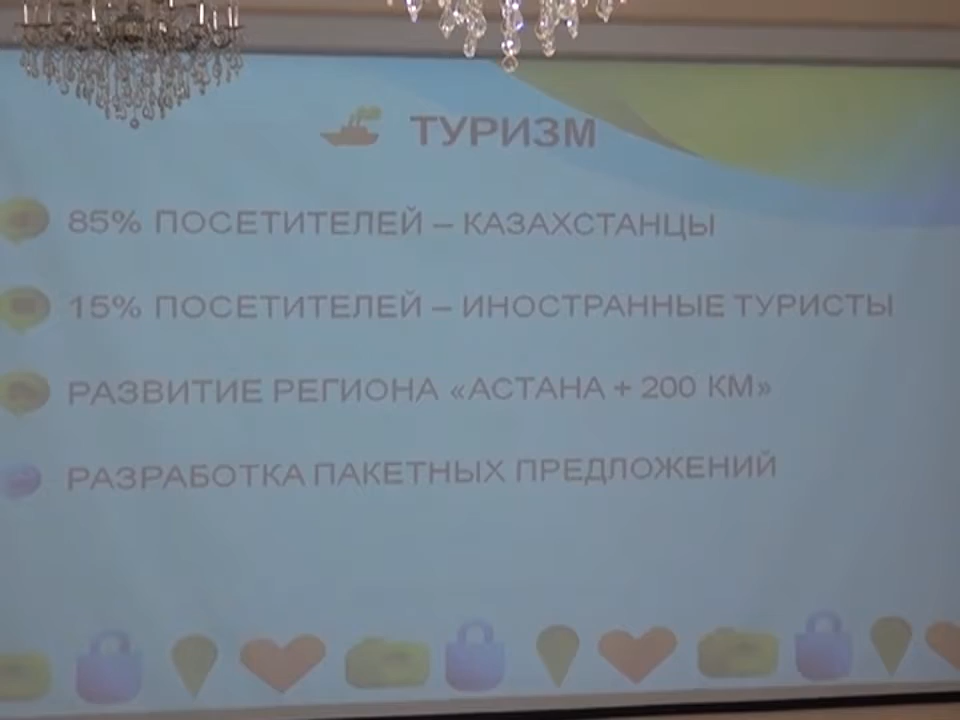 ТУРИЗМ
85% ПОСЕТИТЕЛЕЙ – КАЗАХСТАНЦЫ
15% ПОСЕТИТЕЛЕЙ – ИНОСТРАННЫЕ ТУРИСТЫ
РАЗВИТИЕ РЕГИОНА «АСТАНА + 200 КМ»
РАЗРАБОТКА ПАКЕТНЫХ ПРЕДЛОЖЕНИЙ